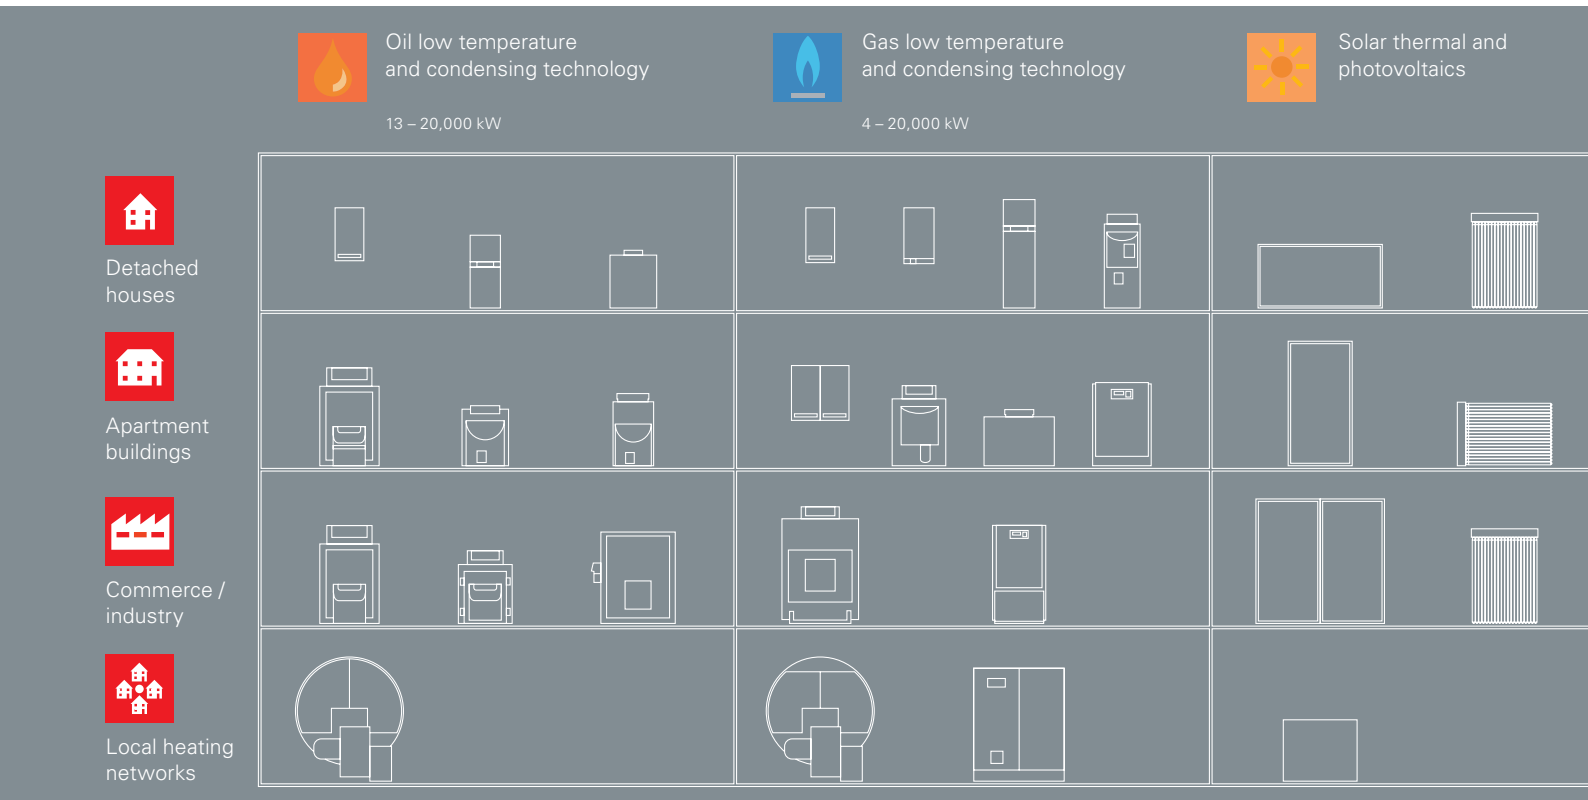 Oil low temperature
and condensing technology
13 – 20,000 kW
Gas low temperature
and condensing technology
4 – 20,000 kW
Solar thermal and
photovoltaics
Detached
houses
Apartment
buildings
Commerce /
industry
Local heating
networks